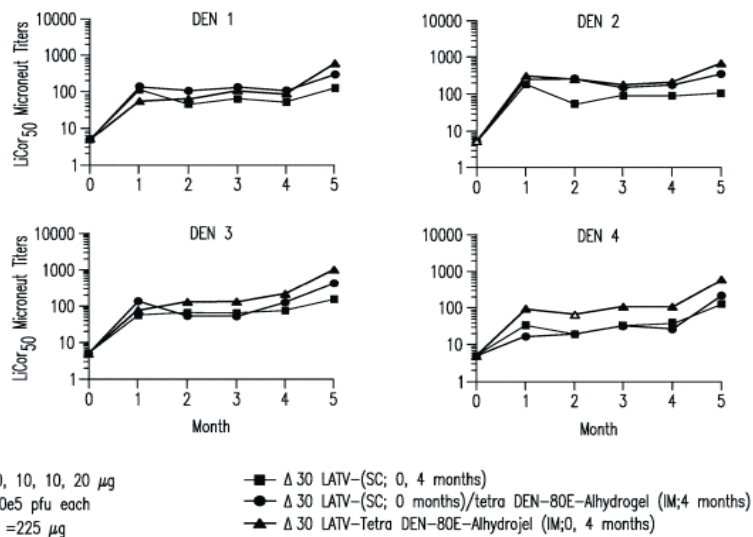 DEN 1
LiCor50 Microneut Titers
10000
1000
100
10
1
0 1 2 3 4 5
DEN 2
10000
1000
100
10
1
0 1 2 3 4 5
DEN 3
LiCor50 Microneut Titers
10000
1000
100
10
1
0 1 2 3 4 5
Month
DEN 4
10000
1000
100
10
1
0 1 2 3 4 5
Month
10, 10, 20 μg
0e5 pfu each
=225 μg
Δ 30 LATV-(SC; 0, 4 months)
Δ 30 LATV-(SC; 0 months)/tetra DEN-80E-Alhydrogel (IM;4 months)
Δ 30 LATV-Tetra DEN-80E-Alhydrojel (IM;0, 4 months)